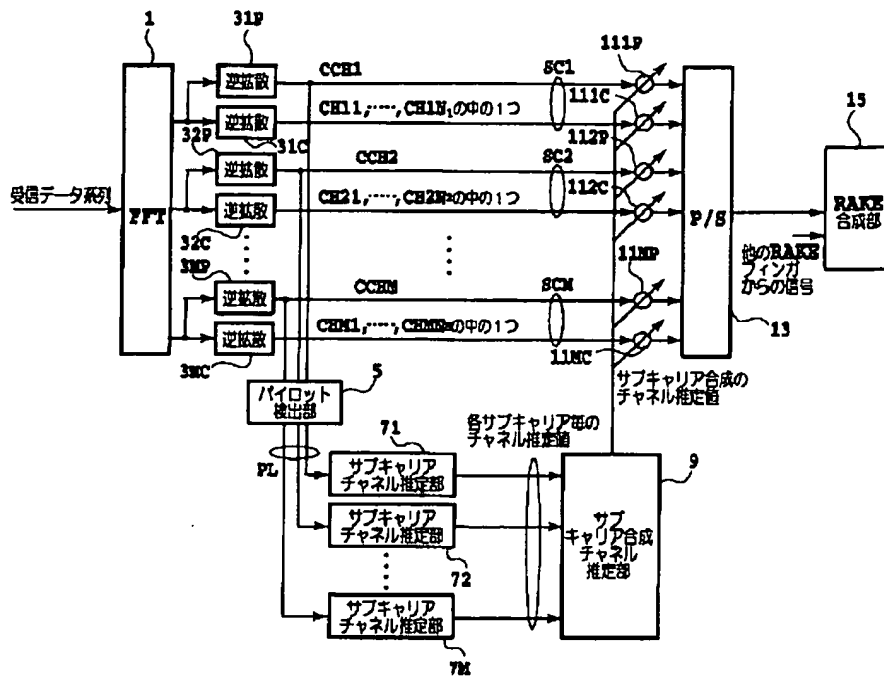 1
31P
逆拡散
CCH1
SC1
111P
逆拡散
CH11,‥‥,CH1N₁の中の1つ
111C
32P
31C
112P
15
逆拡散
CCH2
SC2
112C
受信データ系列
FFT
逆拡散
CH21,‥‥,CH2N₂の中の1つ
P/S
RAKE
合成部
32C
3MP
11MP
他のRAKE
フィンガ
からの信号
逆拡散
CCHM
SCM
逆拡散
CHM1,‥‥,CHMNmの中の1つ
3MC
11MC
13
5
サブキャリア合成の
チャネル推定値
パイロット
検出部
各サブキャリア毎の
チャネル推定値
71
PL
9
サブキャリア
チャネル推定部
サブキャリア
チャネル推定部
サブ
キャリア合成
チャネル
推定部
72
サブキャリア
チャネル推定部
7M